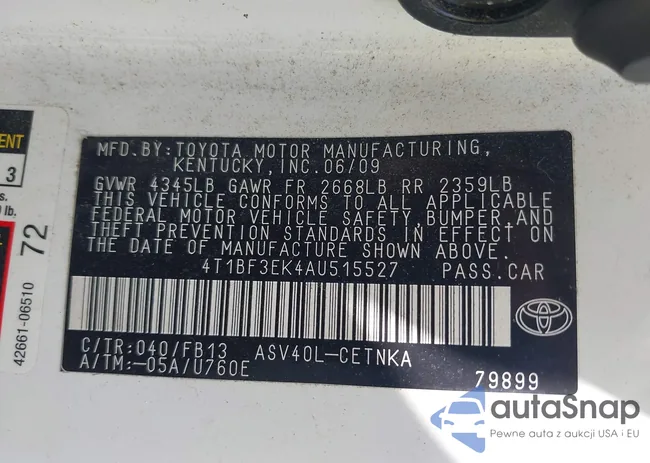 MFD.BY:TOYOTA MOTOR MANUFACTURING,
KENTUCKY, INC.06/09
GVWR 4345LB GAWR FR 2668LB RR 2359LB
THIS VEHICLE CONFORMS TO ALL APPLICABLE
FEDERAL MOTOR VEHICLE SAFETY, BUMPER AND
THEFT PREVENTION STANDARDS IN EFFECT ON
THE DATE OF MANUFACTURE SHOWN ABOVE.
4T1BF3EK4AU515527 PASS.CAR
C/TR:040/FB13 ASV40L-CETNKA
A/TM:-05A/U760E
79899
3
lb.
72
42661-06510
autoSnap
Pewne auta z aukcji USA i EU